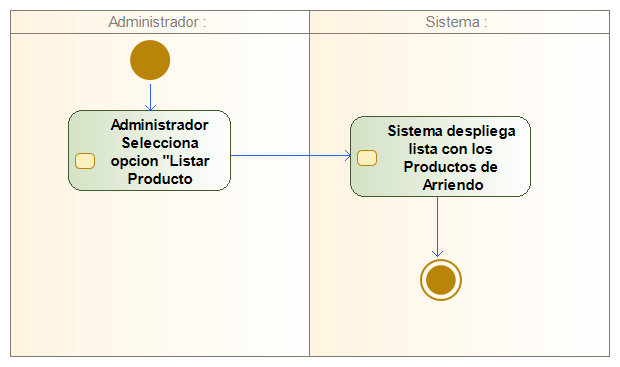 Administrador :
Sistema :
Administrador
Selecciona
opcion "Listar
Producto
Sistema despliega
lista con los
Productos de
Arriendo